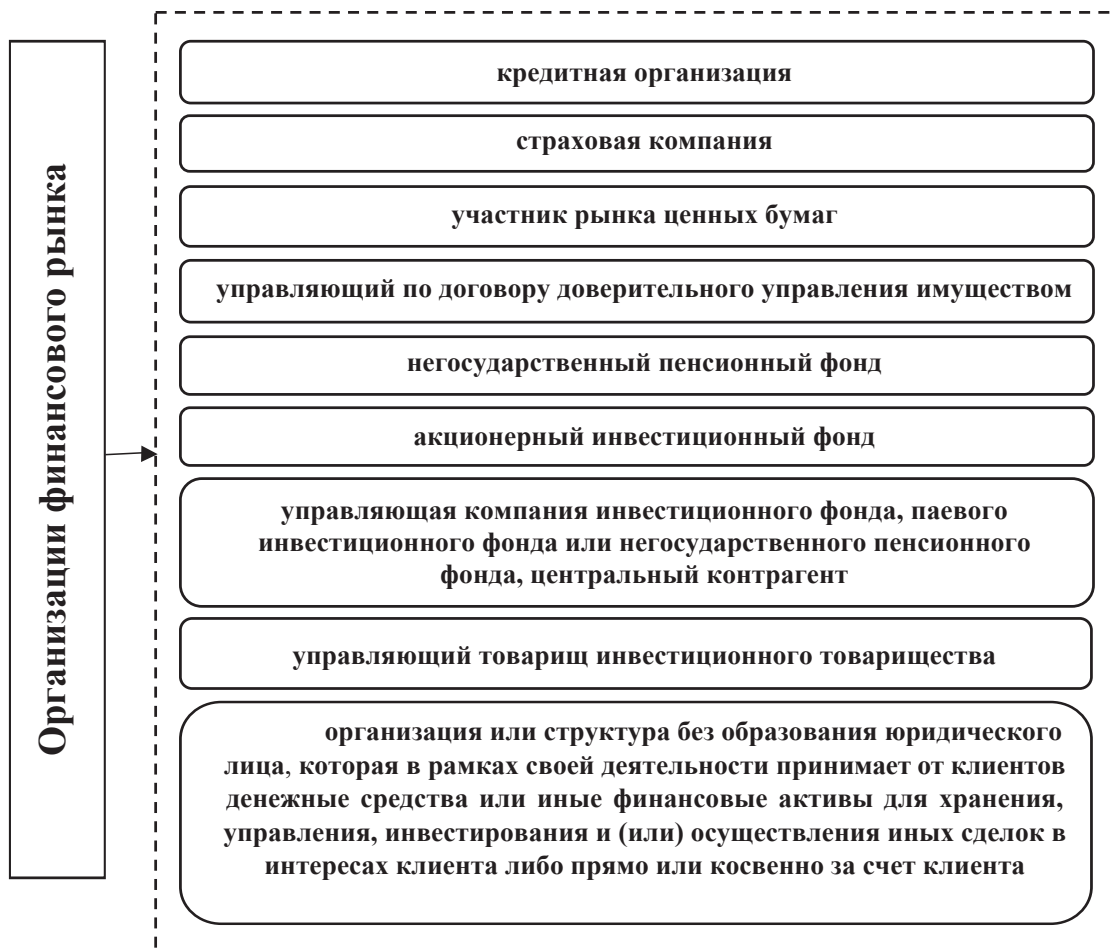 Организации финансового рынка
кредитная организация
страховая компания
участник рынка ценных бумаг
управляющий по договору доверительного управления имуществом
негосударственный пенсионный фонд
акционерный инвестиционный фонд
управляющая компания инвестиционного фонда, паевого
инвестиционного фонда или негосударственного пенсионного
фонда, центральный контрагент
управляющий товарищ инвестиционного товарищества
организация или структура без образования юридического
лица, которая в рамках своей деятельности принимает от клиентов
денежные средства или иные финансовые активы для хранения,
управления, инвестирования и (или) осуществления иных сделок в
интересах клиента либо прямо или косвенно за счет клиента